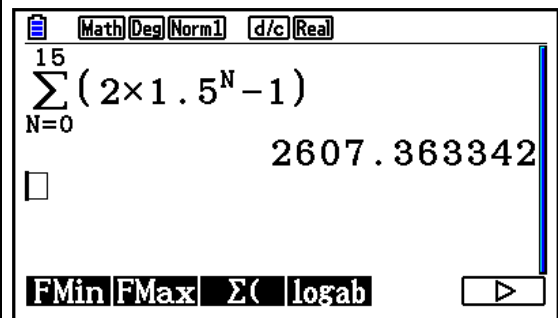 Math Deg Norm1 d/c Real
15
∑(2×1.5ᴺ−1)
N=0
2607.363342
FMin FMax Σ( logab ▷